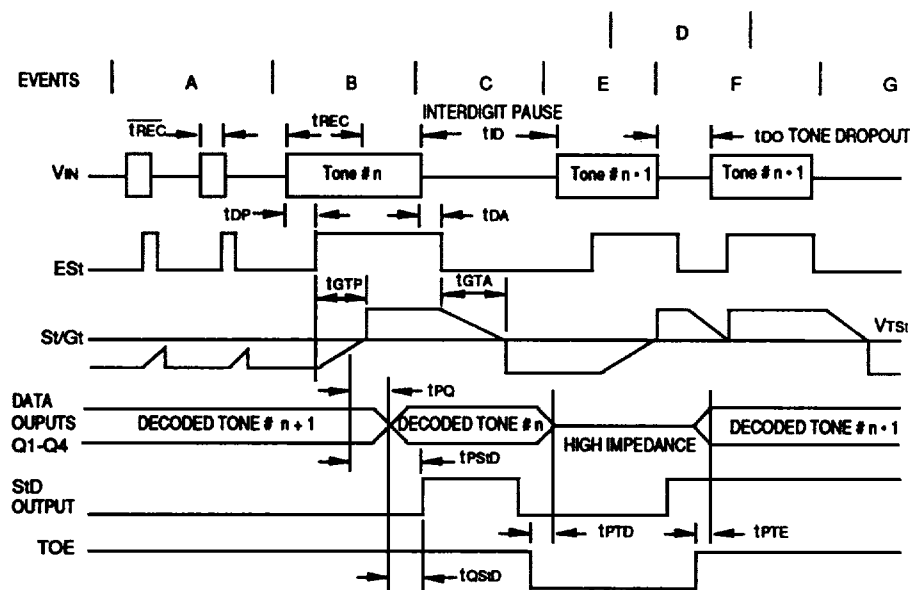 D
EVENTS A B C E F G
INTERDIGIT PAUSE
tREC tREC tID tDO TONE DROPOUT
VIN Tone # n Tone # n • 1 Tone # n • 1
tDP tDA
ESt
tGTP tGTA
St/Gt VTSt
tPQ
DATA
OUPUTS DECODED TONE # n + 1 DECODED TONE # n HIGH IMPEDANCE DECODED TONE # n • 1
Q1-Q4
tPStD
StD
OUTPUT
tPTD tPTE
TOE
tQStD